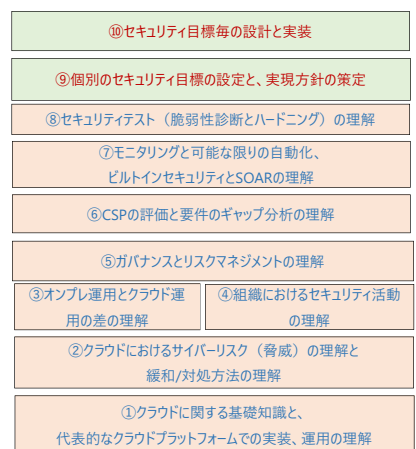 ⑩セキュリティ目標毎の設計と実装
⑨個別のセキュリティ目標の設定と、実現方針の策定
⑧セキュリティテスト（脆弱性診断とハードニング）の理解
⑦モニタリングと可能な限りの自動化、
ビルトインセキュリティとSOARの理解
⑥CSPの評価と要件のギャップ分析の理解
⑤ガバナンスとリスクマネジメントの理解
③オンプレ運用とクラウド運
用の差の理解
④組織におけるセキュリティ活動
の理解
②クラウドにおけるサイバーリスク（脅威）の理解と
緩和/対処方法の理解
①クラウドに関する基礎知識と、
代表的なクラウドプラットフォームでの実装、運用の理解